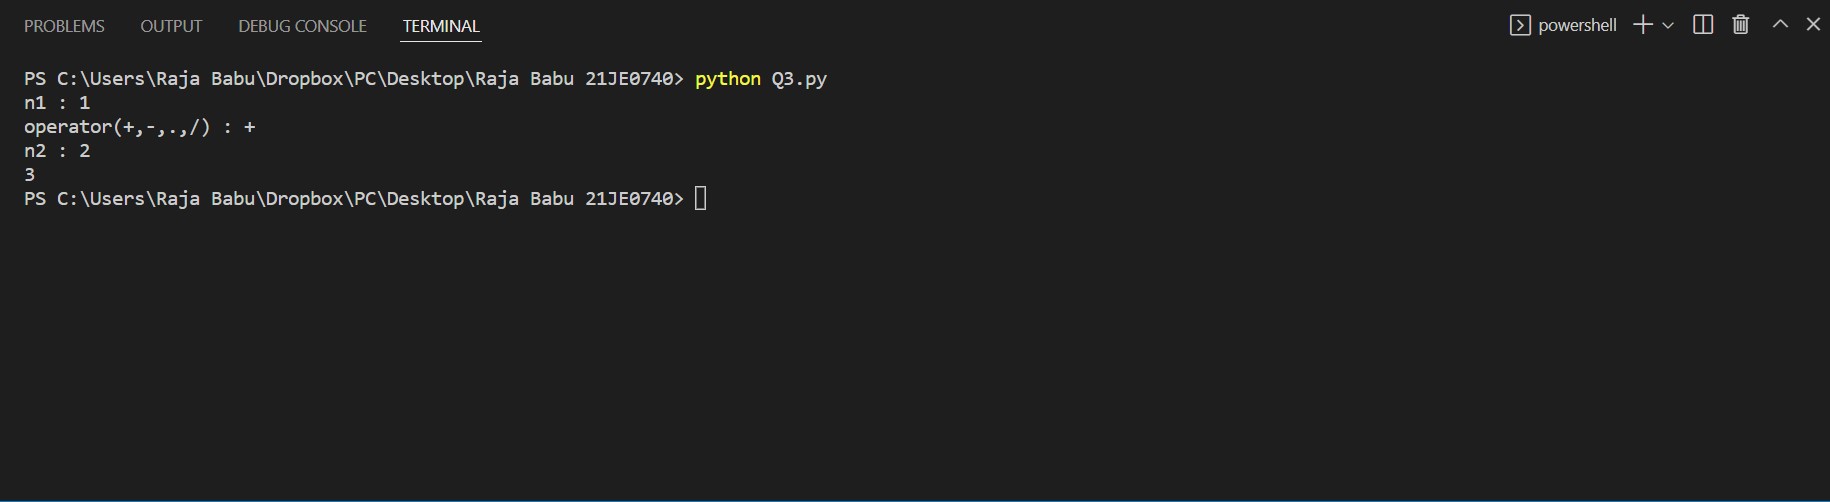 PROBLEMS OUTPUT DEBUG CONSOLE TERMINAL powershell
PS C:\Users\Raja Babu\Dropbox\PC\Desktop\Raja Babu 21JE0740> python Q3.py
n1 : 1
operator(+,-,.,/) : +
n2 : 2
3
PS C:\Users\Raja Babu\Dropbox\PC\Desktop\Raja Babu 21JE0740>